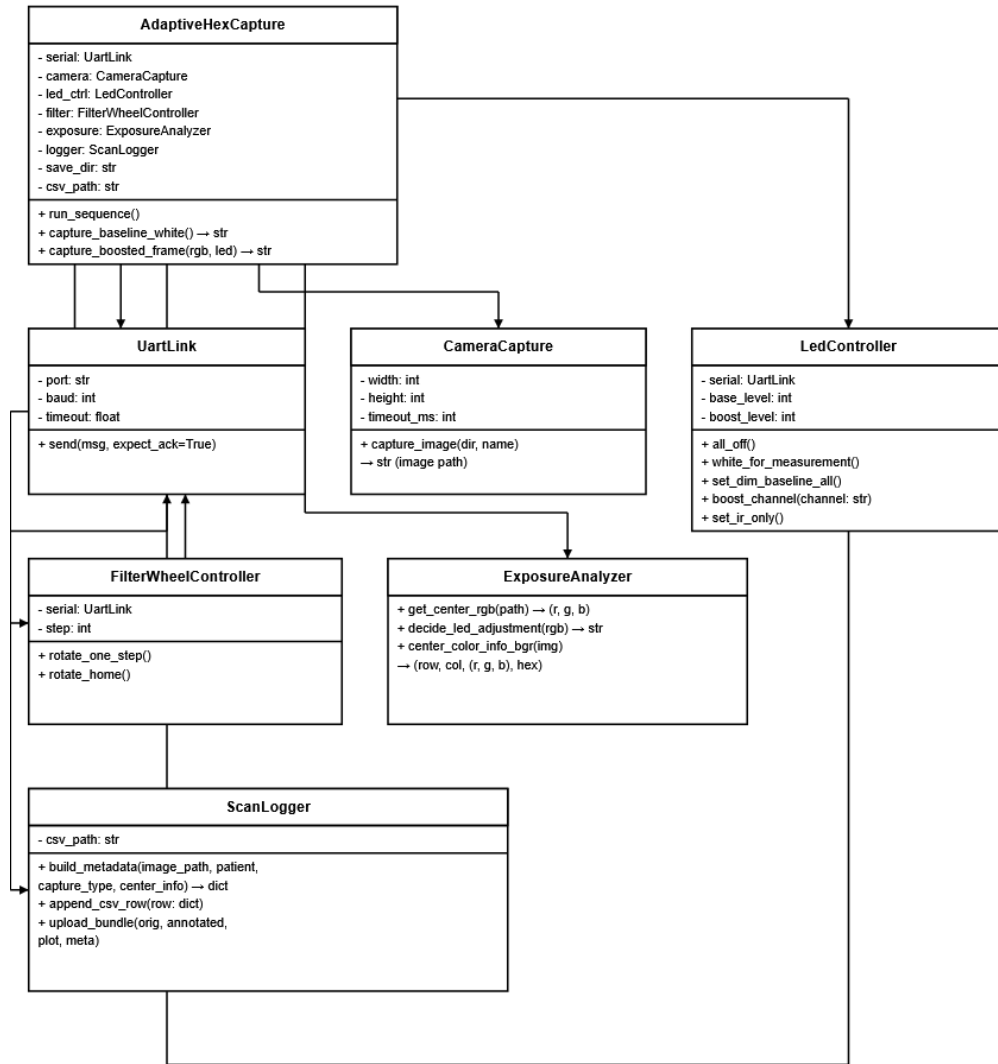 AdaptiveHexCapture
- serial: UartLink
- camera: CameraCapture
- led_ctrl: LedController
- filter: FilterWheelController
- exposure: ExposureAnalyzer
- logger: ScanLogger
- save_dir: str
- csv_path: str
+ run_sequence()
+ capture_baseline_white() → str
+ capture_boosted_frame(rgb, led) → str
UartLink
- port: str
- baud: int
- timeout: float
+ send(msg, expect_ack=True)
CameraCapture
- width: int
- height: int
- timeout_ms: int
+ capture_image(dir, name)
→ str (image path)
LedController
- serial: UartLink
- base_level: int
- boost_level: int
+ all_off()
+ white_for_measurement()
+ set_dim_baseline_all()
+ boost_channel(channel: str)
+ set_ir_only()
FilterWheelController
- serial: UartLink
- step: int
+ rotate_one_step()
+ rotate_home()
ExposureAnalyzer
+ get_center_rgb(path) → (r, g, b)
+ decide_led_adjustment(rgb) → str
+ center_color_info_bgr(img)
→ (row, col, (r, g, b), hex)
ScanLogger
- csv_path: str
+ build_metadata(image_path, patient,
capture_type, center_info) → dict
+ append_csv_row(row: dict)
+ upload_bundle(orig, annotated,
plot, meta)